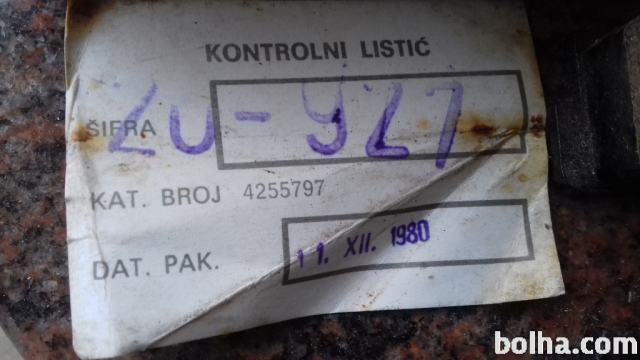 KONTROLNI LISTIĆ
ŠIFRA ZU-927
KAT. BROJ 4255797
DAT. PAK. 11. XII. 1980
bolha.com